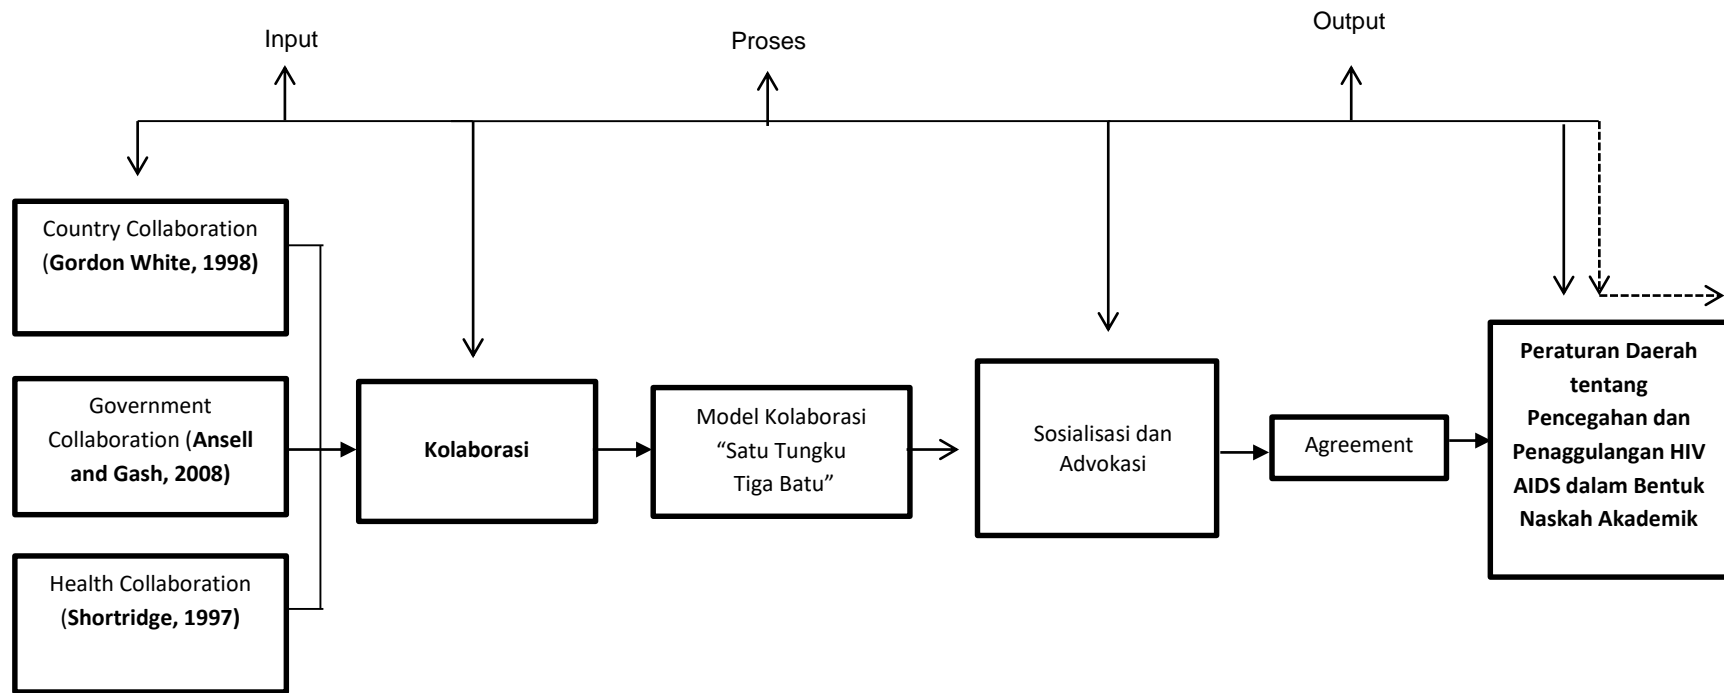 Input
Proses
Output
Country Collaboration
(Gordon White, 1998)
Government
Collaboration (Ansell
and Gash, 2008)
Health Collaboration
(Shortridge, 1997)
Kolaborasi
Model Kolaborasi
“Satu Tungku
Tiga Batu”
Sosialisasi dan
Advokasi
Agreement
Peraturan Daerah
tentang
Pencegahan dan
Penaggulangan HIV
AIDS dalam Bentuk
Naskah Akademik